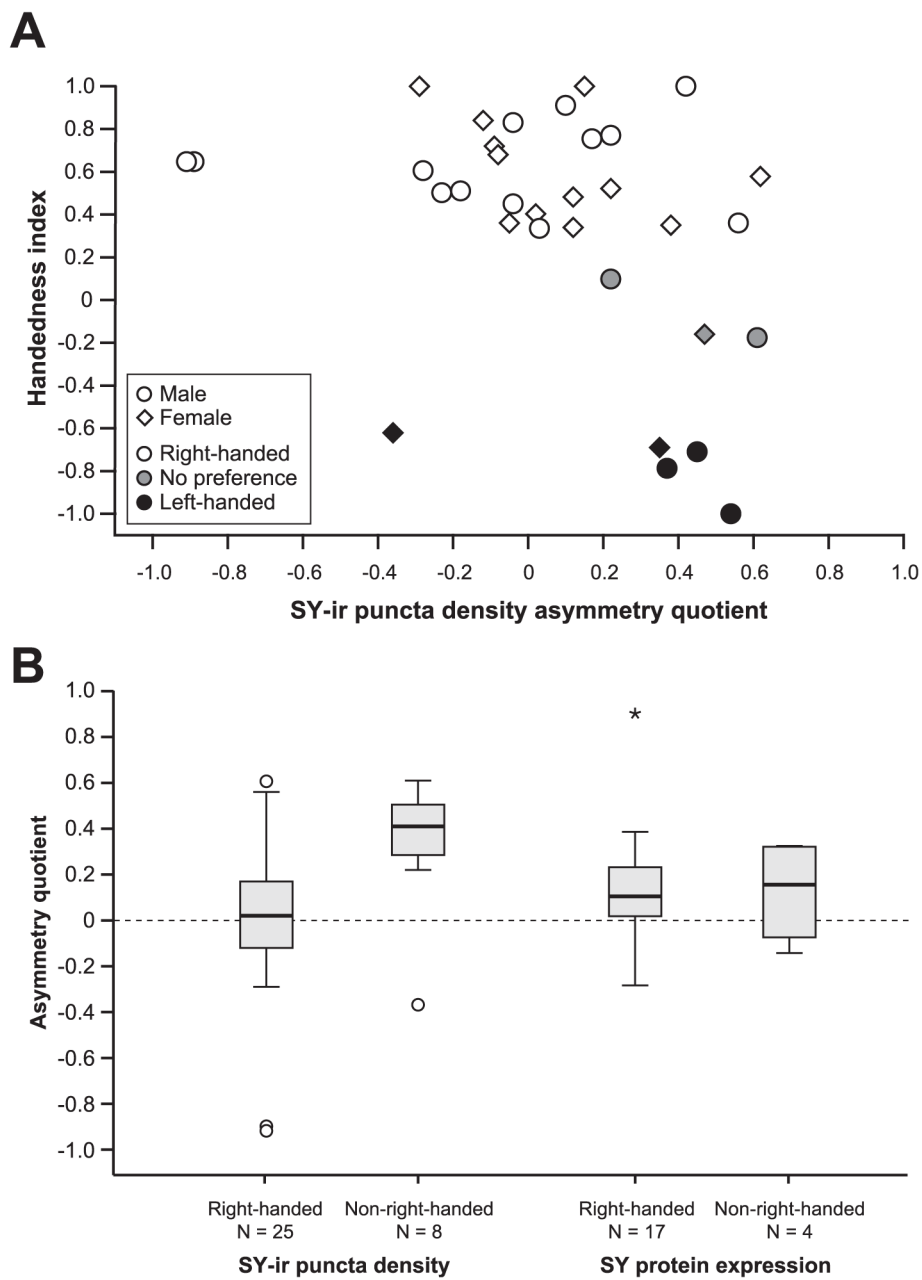 A
1.0
0.8
0.6
0.4
0.2
0
-0.2
-0.4
-0.6
-0.8
-1.0
Handedness index
Male
Female
Right-handed
No preference
Left-handed
-1.0 -0.8 -0.6 -0.4 -0.2 0 0.2 0.4 0.6 0.8 1.0
SY-ir puncta density asymmetry quotient
B
1.0
0.8
0.6
0.4
0.2
0
-0.2
-0.4
-0.6
-0.8
-1.0
Asymmetry quotient
*
Right-handed Non-right-handed Right-handed Non-right-handed
N = 25 N = 8 N = 17 N = 4
SY-ir puncta density SY protein expression